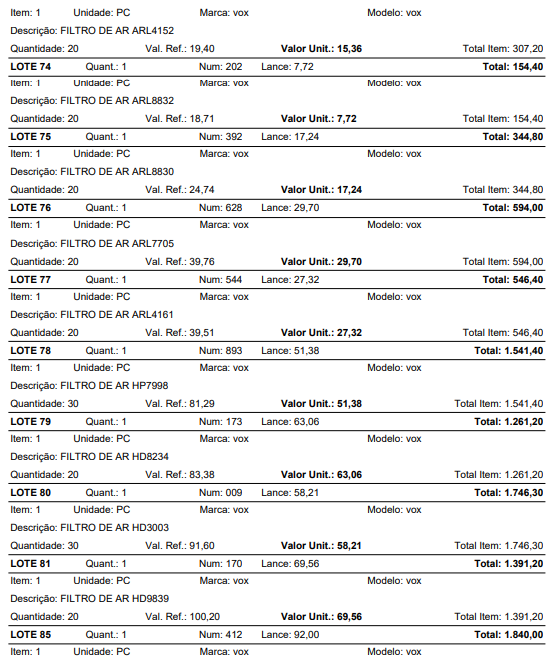 Item: 1 Unidade: PC Marca: vox Modelo: vox
Descrição: FILTRO DE AR ARL4152
Quantidade: 20 Val. Ref.: 19,40 Valor Unit.: 15,36 Total Item: 307,20
LOTE 74 Quant.: 1 Num: 202 Lance: 7,72 Total: 154,40
Item: 1 Unidade: PC Marca: vox Modelo: vox
Descrição: FILTRO DE AR ARL8832
Quantidade: 20 Val. Ref.: 18,71 Valor Unit.: 7,72 Total Item: 154,40
LOTE 75 Quant.: 1 Num: 392 Lance: 17,24 Total: 344,80
Item: 1 Unidade: PC Marca: vox Modelo: vox
Descrição: FILTRO DE AR ARL8830
Quantidade: 20 Val. Ref.: 24,74 Valor Unit.: 17,24 Total Item: 344,80
LOTE 76 Quant.: 1 Num: 628 Lance: 29,70 Total: 594,00
Item: 1 Unidade: PC Marca: vox Modelo: vox
Descrição: FILTRO DE AR ARL7705
Quantidade: 20 Val. Ref.: 39,76 Valor Unit.: 29,70 Total Item: 594,00
LOTE 77 Quant.: 1 Num: 544 Lance: 27,32 Total: 546,40
Item: 1 Unidade: PC Marca: vox Modelo: vox
Descrição: FILTRO DE AR ARL4161
Quantidade: 20 Val. Ref.: 39,51 Valor Unit.: 27,32 Total Item: 546,40
LOTE 78 Quant.: 1 Num: 893 Lance: 51,38 Total: 1.541,40
Item: 1 Unidade: PC Marca: vox Modelo: vox
Descrição: FILTRO DE AR HP7998
Quantidade: 30 Val. Ref.: 81,29 Valor Unit.: 51,38 Total Item: 1.541,40
LOTE 79 Quant.: 1 Num: 173 Lance: 63,06 Total: 1.261,20
Item: 1 Unidade: PC Marca: vox Modelo: vox
Descrição: FILTRO DE AR HD8234
Quantidade: 20 Val. Ref.: 83,38 Valor Unit.: 63,06 Total Item: 1.261,20
LOTE 80 Quant.: 1 Num: 009 Lance: 58,21 Total: 1.746,30
Item: 1 Unidade: PC Marca: vox Modelo: vox
Descrição: FILTRO DE AR HD3003
Quantidade: 30 Val. Ref.: 91,60 Valor Unit.: 58,21 Total Item: 1.746,30
LOTE 81 Quant.: 1 Num: 170 Lance: 69,56 Total: 1.391,20
Item: 1 Unidade: PC Marca: vox Modelo: vox
Descrição: FILTRO DE AR HD9839
Quantidade: 20 Val. Ref.: 100,20 Valor Unit.: 69,56 Total Item: 1.391,20
LOTE 85 Quant.: 1 Num: 412 Lance: 92,00 Total: 1.840,00
Item: 1 Unidade: PC Marca: vox Modelo: vox